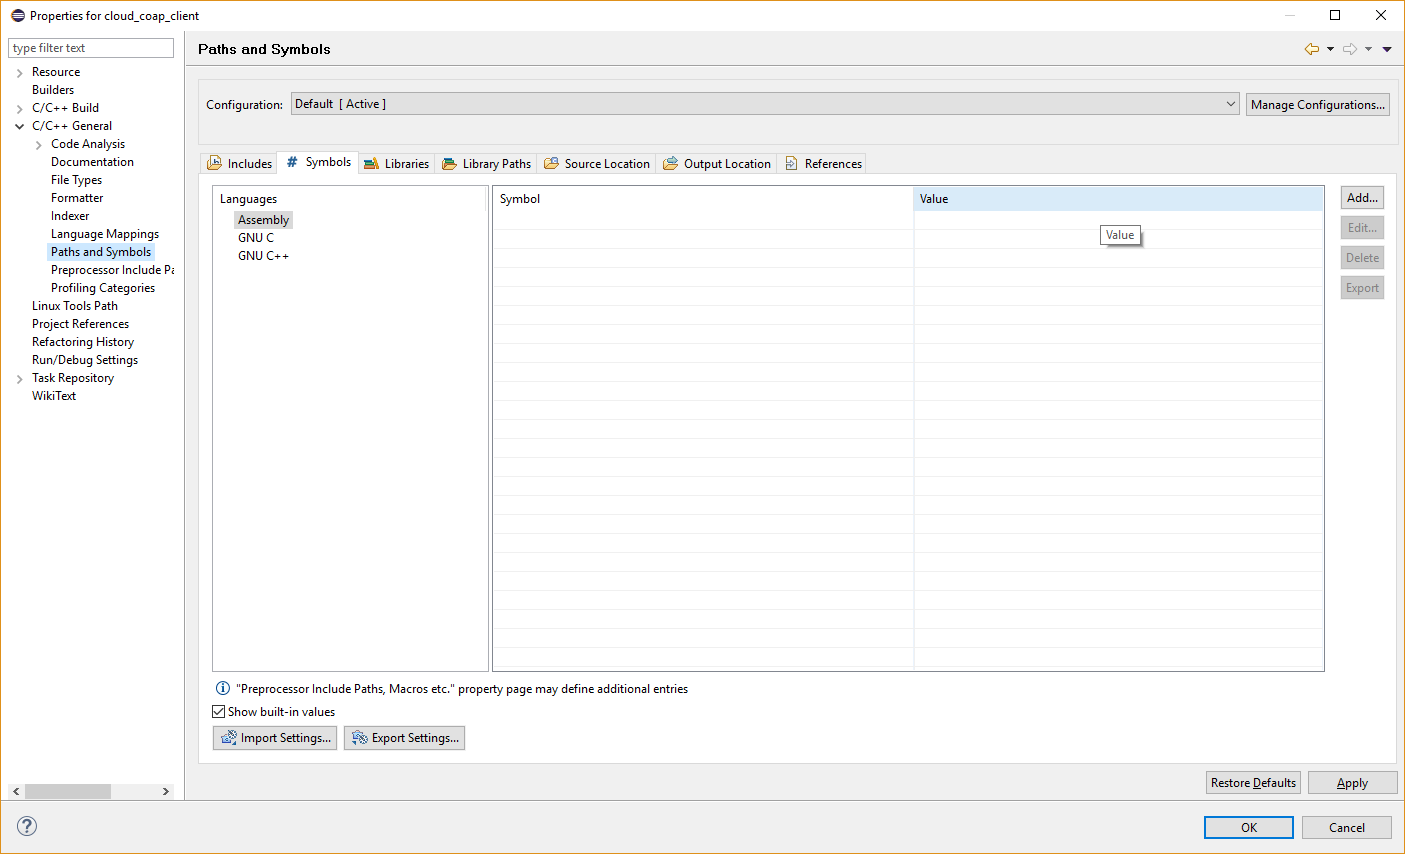 Properties for cloud_coap_client
type filter text
Resource
Builders
C/C++ Build
C/C++ General
Code Analysis
Documentation
File Types
Formatter
Indexer
Language Mappings
Paths and Symbols
Preprocessor Include Pa
Profiling Categories
Linux Tools Path
Project References
Refactoring History
Run/Debug Settings
Task Repository
WikiText
Paths and Symbols
Configuration: Default [ Active ] Manage Configurations...
Includes # Symbols Libraries Library Paths Source Location Output Location References
Languages
Assembly
GNU C
GNU C++
Symbol Value
Value
Add...
Edit...
Delete
Export
"Preprocessor Include Paths, Macros etc." property page may define additional entries
Show built-in values
Import Settings... Export Settings...
Restore Defaults Apply
? OK Cancel